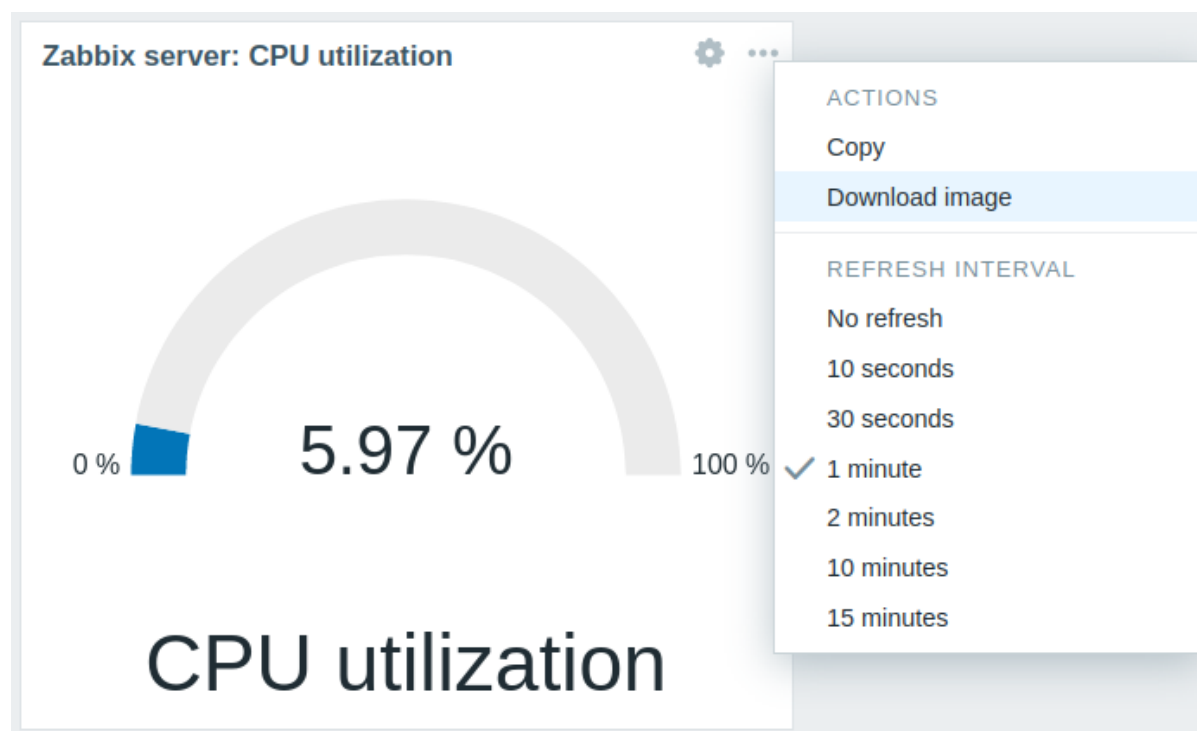 Zabbix server: CPU utilization
0 %
5.97 %
100 %
CPU utilization
ACTIONS
Copy
Download image
REFRESH INTERVAL
No refresh
10 seconds
30 seconds
1 minute
2 minutes
10 minutes
15 minutes